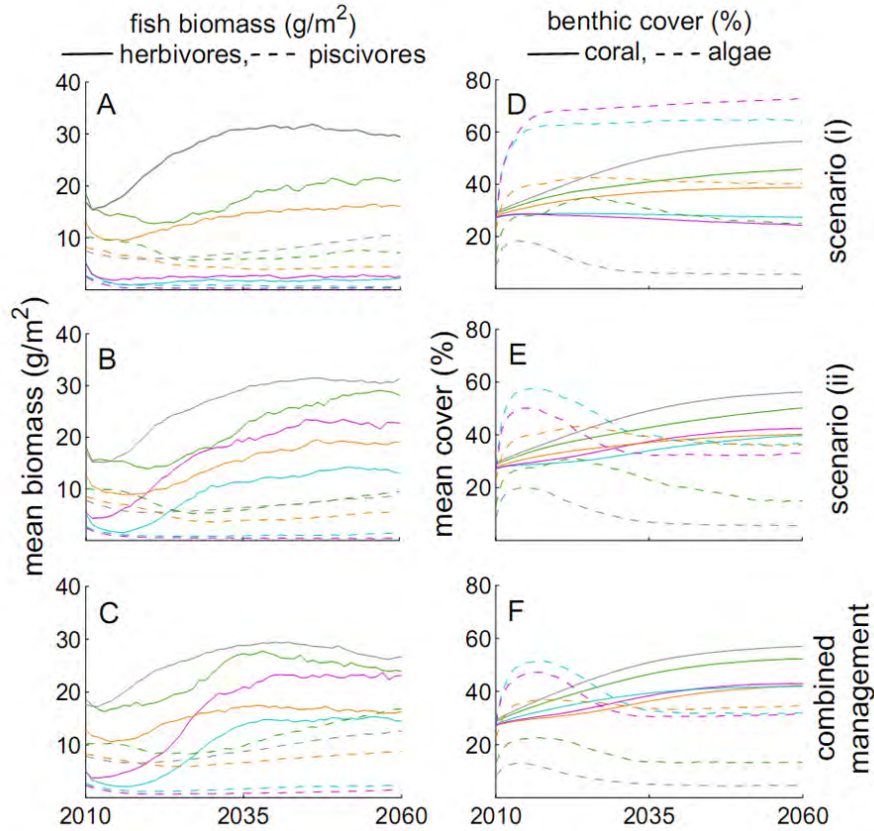 fish biomass (g/m²)
herbivores, piscivores
benthic cover (%)
coral, algae
mean biomass (g/m²)
40
30
20
10
A
40
30
20
10
B
40
30
20
10
C
2010
2035
2060
mean cover (%)
80
60
40
20
D
scenario (i)
80
60
40
20
E
scenario (ii)
80
60
40
20
F
combined
management
2010
2035
2060